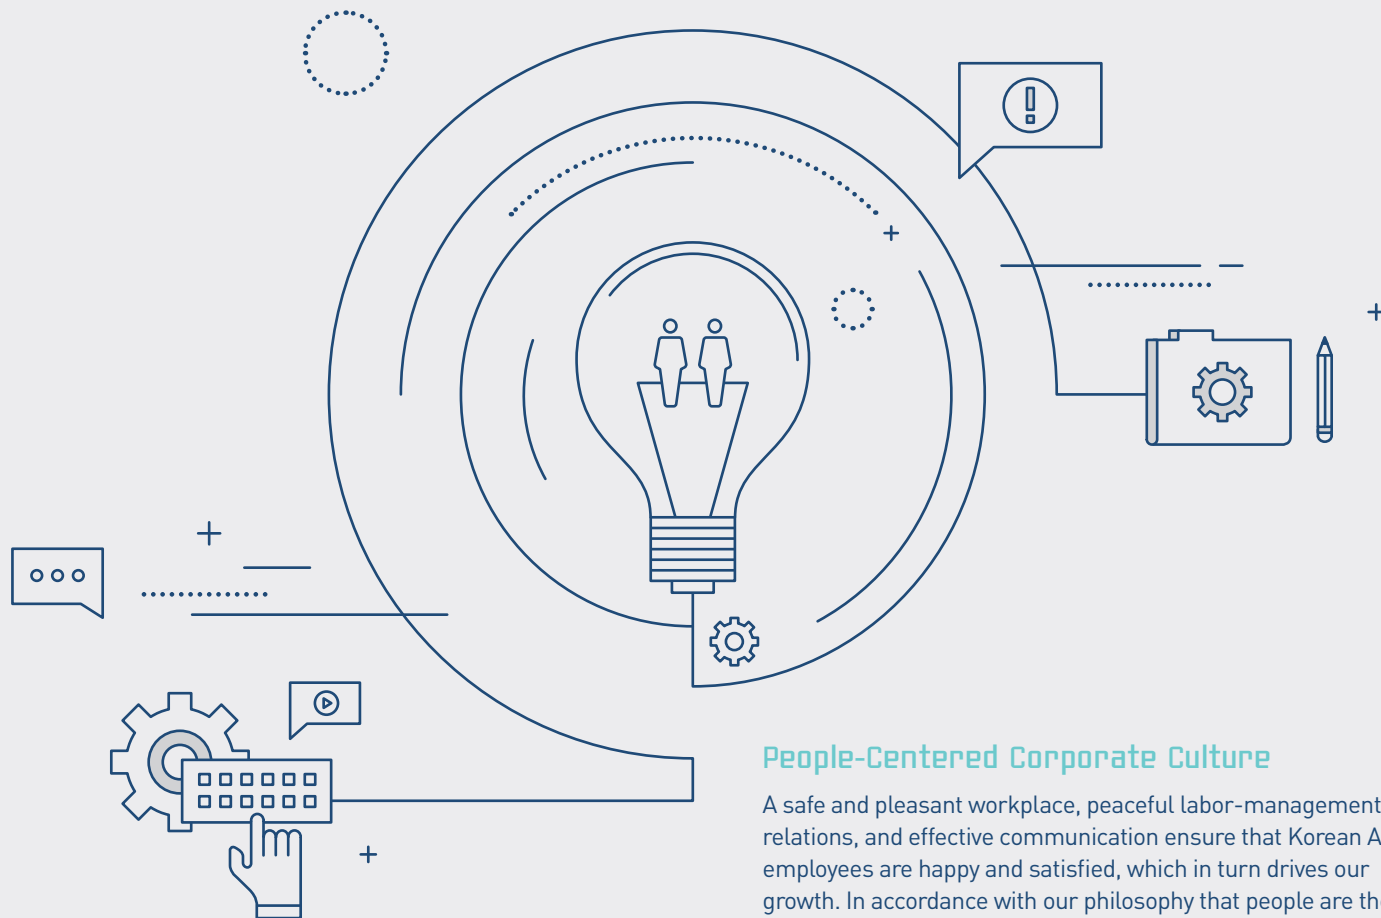 People-Centered Corporate Culture
A safe and pleasant workplace, peaceful labor-management
relations, and effective communication ensure that Korean
employees are happy and satisfied, which in turn drives our
growth. In accordance with our philosophy that people are the